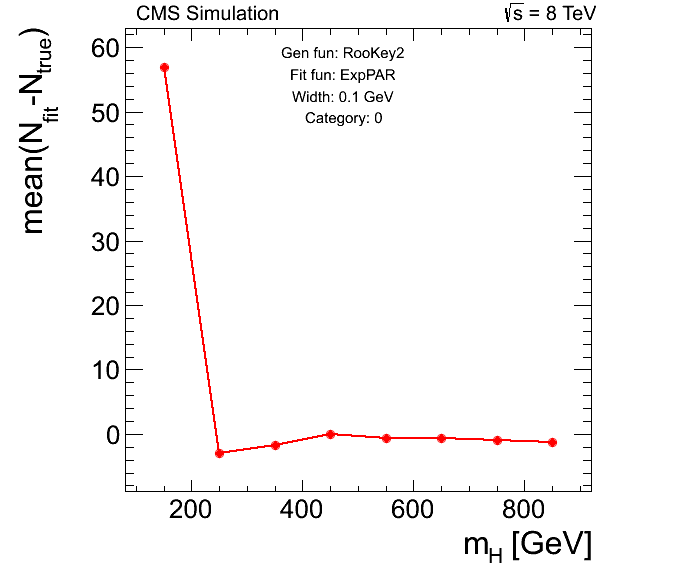 CMS Simulation
√s = 8 TeV
Gen fun: RooKey2
Fit fun: ExpPAR
Width: 0.1 GeV
Category: 0
mean(N_fit-N_true)
60
50
40
30
20
10
0
200 400 600 800
m_H [GeV]